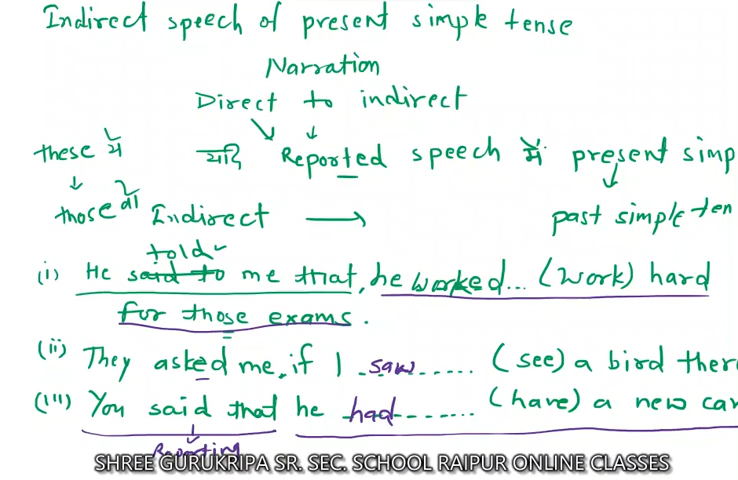 Indirect speech of present simple tense
Narration
Direct to indirect
these में यदि Reported speech में present simp
those Indirect → past simple ten
told
(i) He said to me that, he worked... (work) hard
for those exams.
(ii) They asked me, if I saw...... (see) a bird ther
(iii) You said that he had........ (have) a new car
Reporting
SHREE GURUKRIPA SR. SEC. SCHOOL RAIPUR ONLINE CLASSES